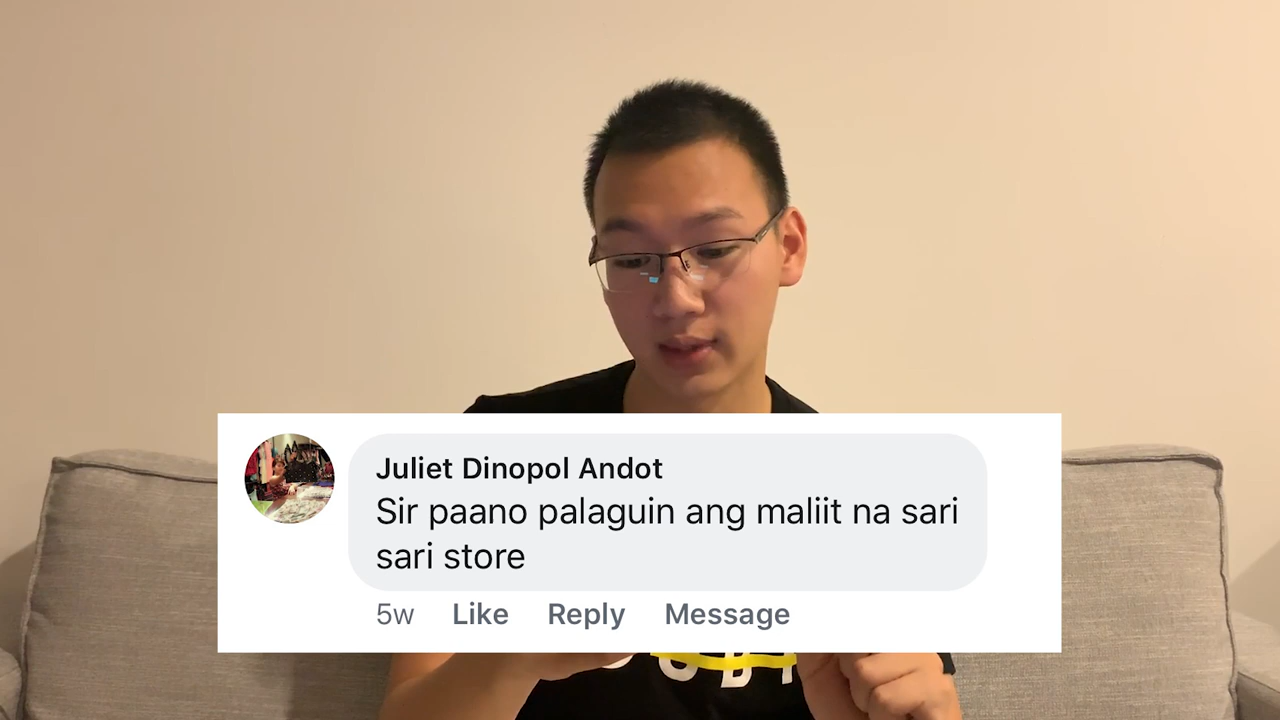 Juliet Dinopol Andot
Sir paano palaguin ang maliit na sari
sari store
5w Like Reply Message